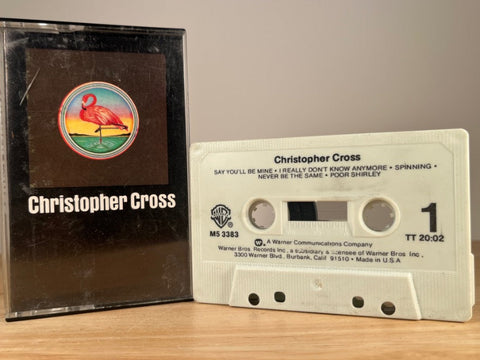 Christopher Cross
Christopher Cross
SAY YOU'LL BE MINE • I REALLY DON'T KNOW ANYMORE • SPINNING •
NEVER BE THE SAME • POOR SHIRLEY
M5 3383
1
TT 20:02
A Warner Communications Company
Warner Bros. Records Inc., a subsidiary & licensee of Warner Bros. Inc.,
3300 Warner Blvd., Burbank, Calif. 91510 • Made in U.S.A.